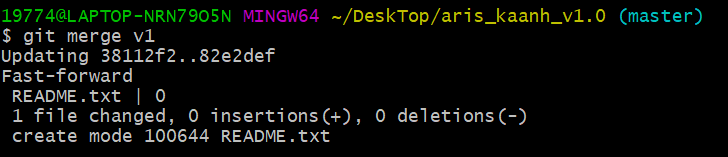 19774@LAPTOP-NRN79O5N MINGW64 ~/DeskTop/aris_kaanh_v1.0 (master)
$ git merge v1
Updating 38112f2..82e2def
Fast-forward
 README.txt | 0
 1 file changed, 0 insertions(+), 0 deletions(-)
 create mode 100644 README.txt